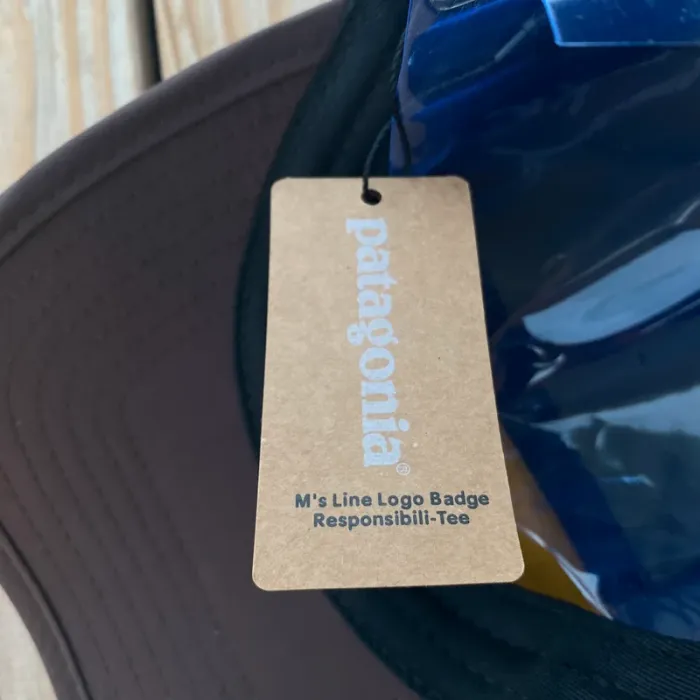 patagonia®
M's Line Logo Badge
Responsibili-Tee